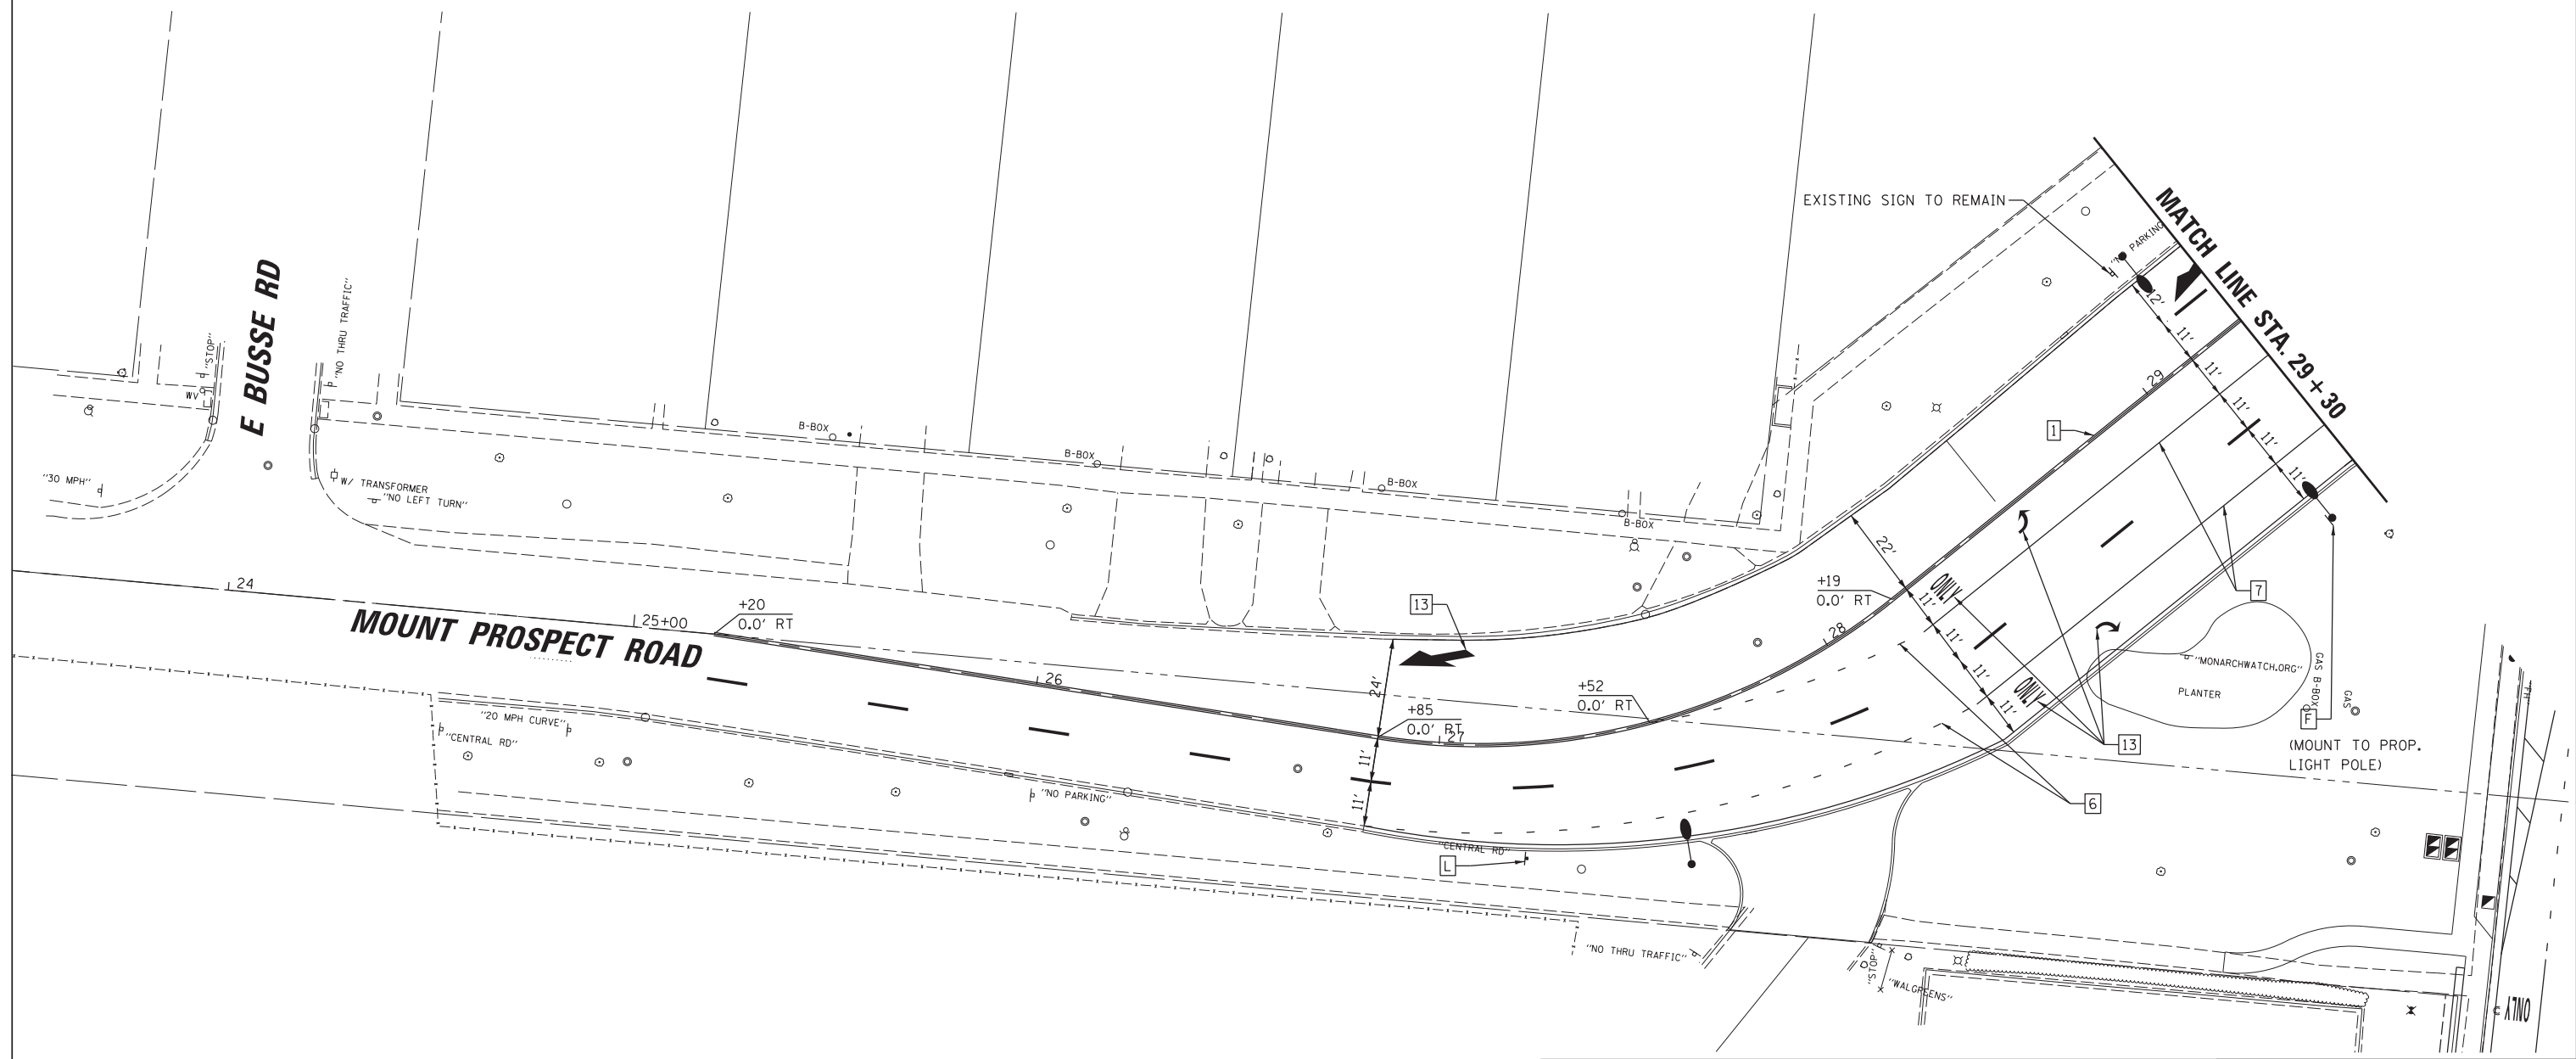 EXISTING SIGN TO REMAIN
MATCH LINE STA. 29+30
PARKING
12'
11'
11'
11'
11'
11'
29
1
E BUSSE RD
"STOP"
"NO THRU TRAFFIC"
WV
"30 MPH"
W/ TRANSFORMER
"NO LEFT TURN"
B-BOX
B-BOX
B-BOX
B-BOX
24
25+00
+20
0.0' RT
MOUNT PROSPECT ROAD
26
13
24'
+85
0.0' RT
27
11'
11'
+52
0.0' RT
22'
+19
0.0' RT
28
ONLY
11'
11'
11'
11'
ONLY
7
13
6
"MONARCHWATCH.ORG"
PLANTER
GAS B-BOX
GAS
F
(MOUNT TO PROP.
LIGHT POLE)
"20 MPH CURVE"
"CENTRAL RD"
"NO PARKING"
"CENTRAL RD"
L
"NO THRU TRAFFIC"
"STOP"
"WALGREENS"
ONLY